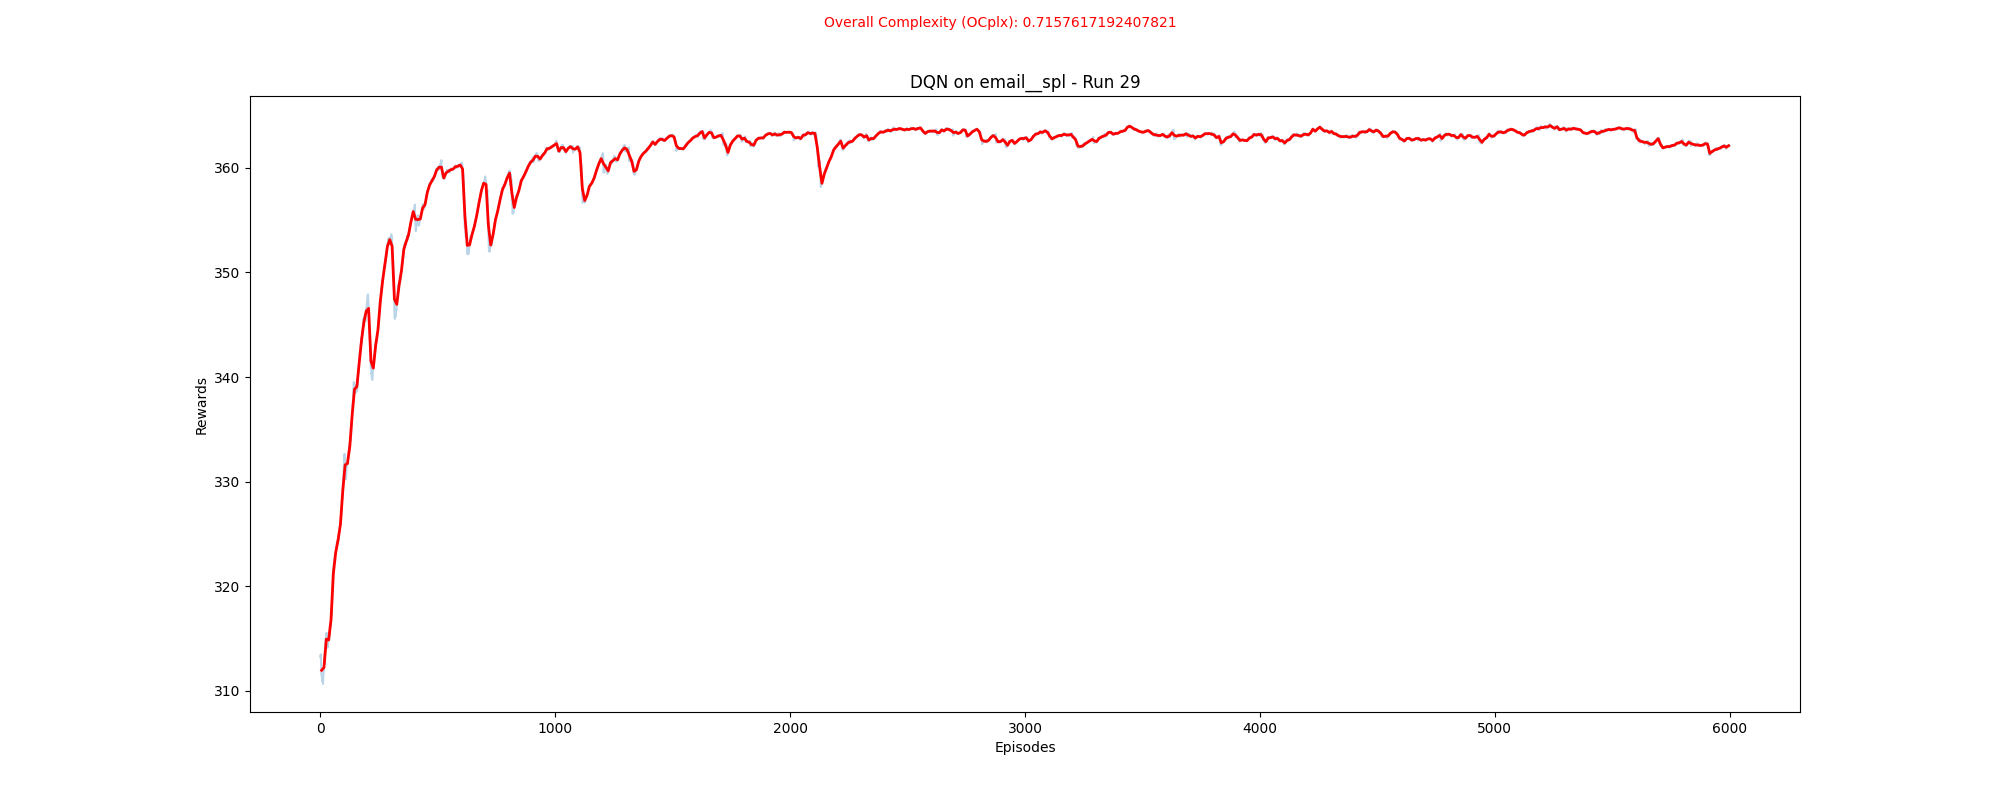 Overall Complexity (OCplx): 0.7157617192407821
DQN on email__spl - Run 29
Rewards
360
350
340
330
320
310
0 1000 2000 3000 4000 5000 6000
Episodes